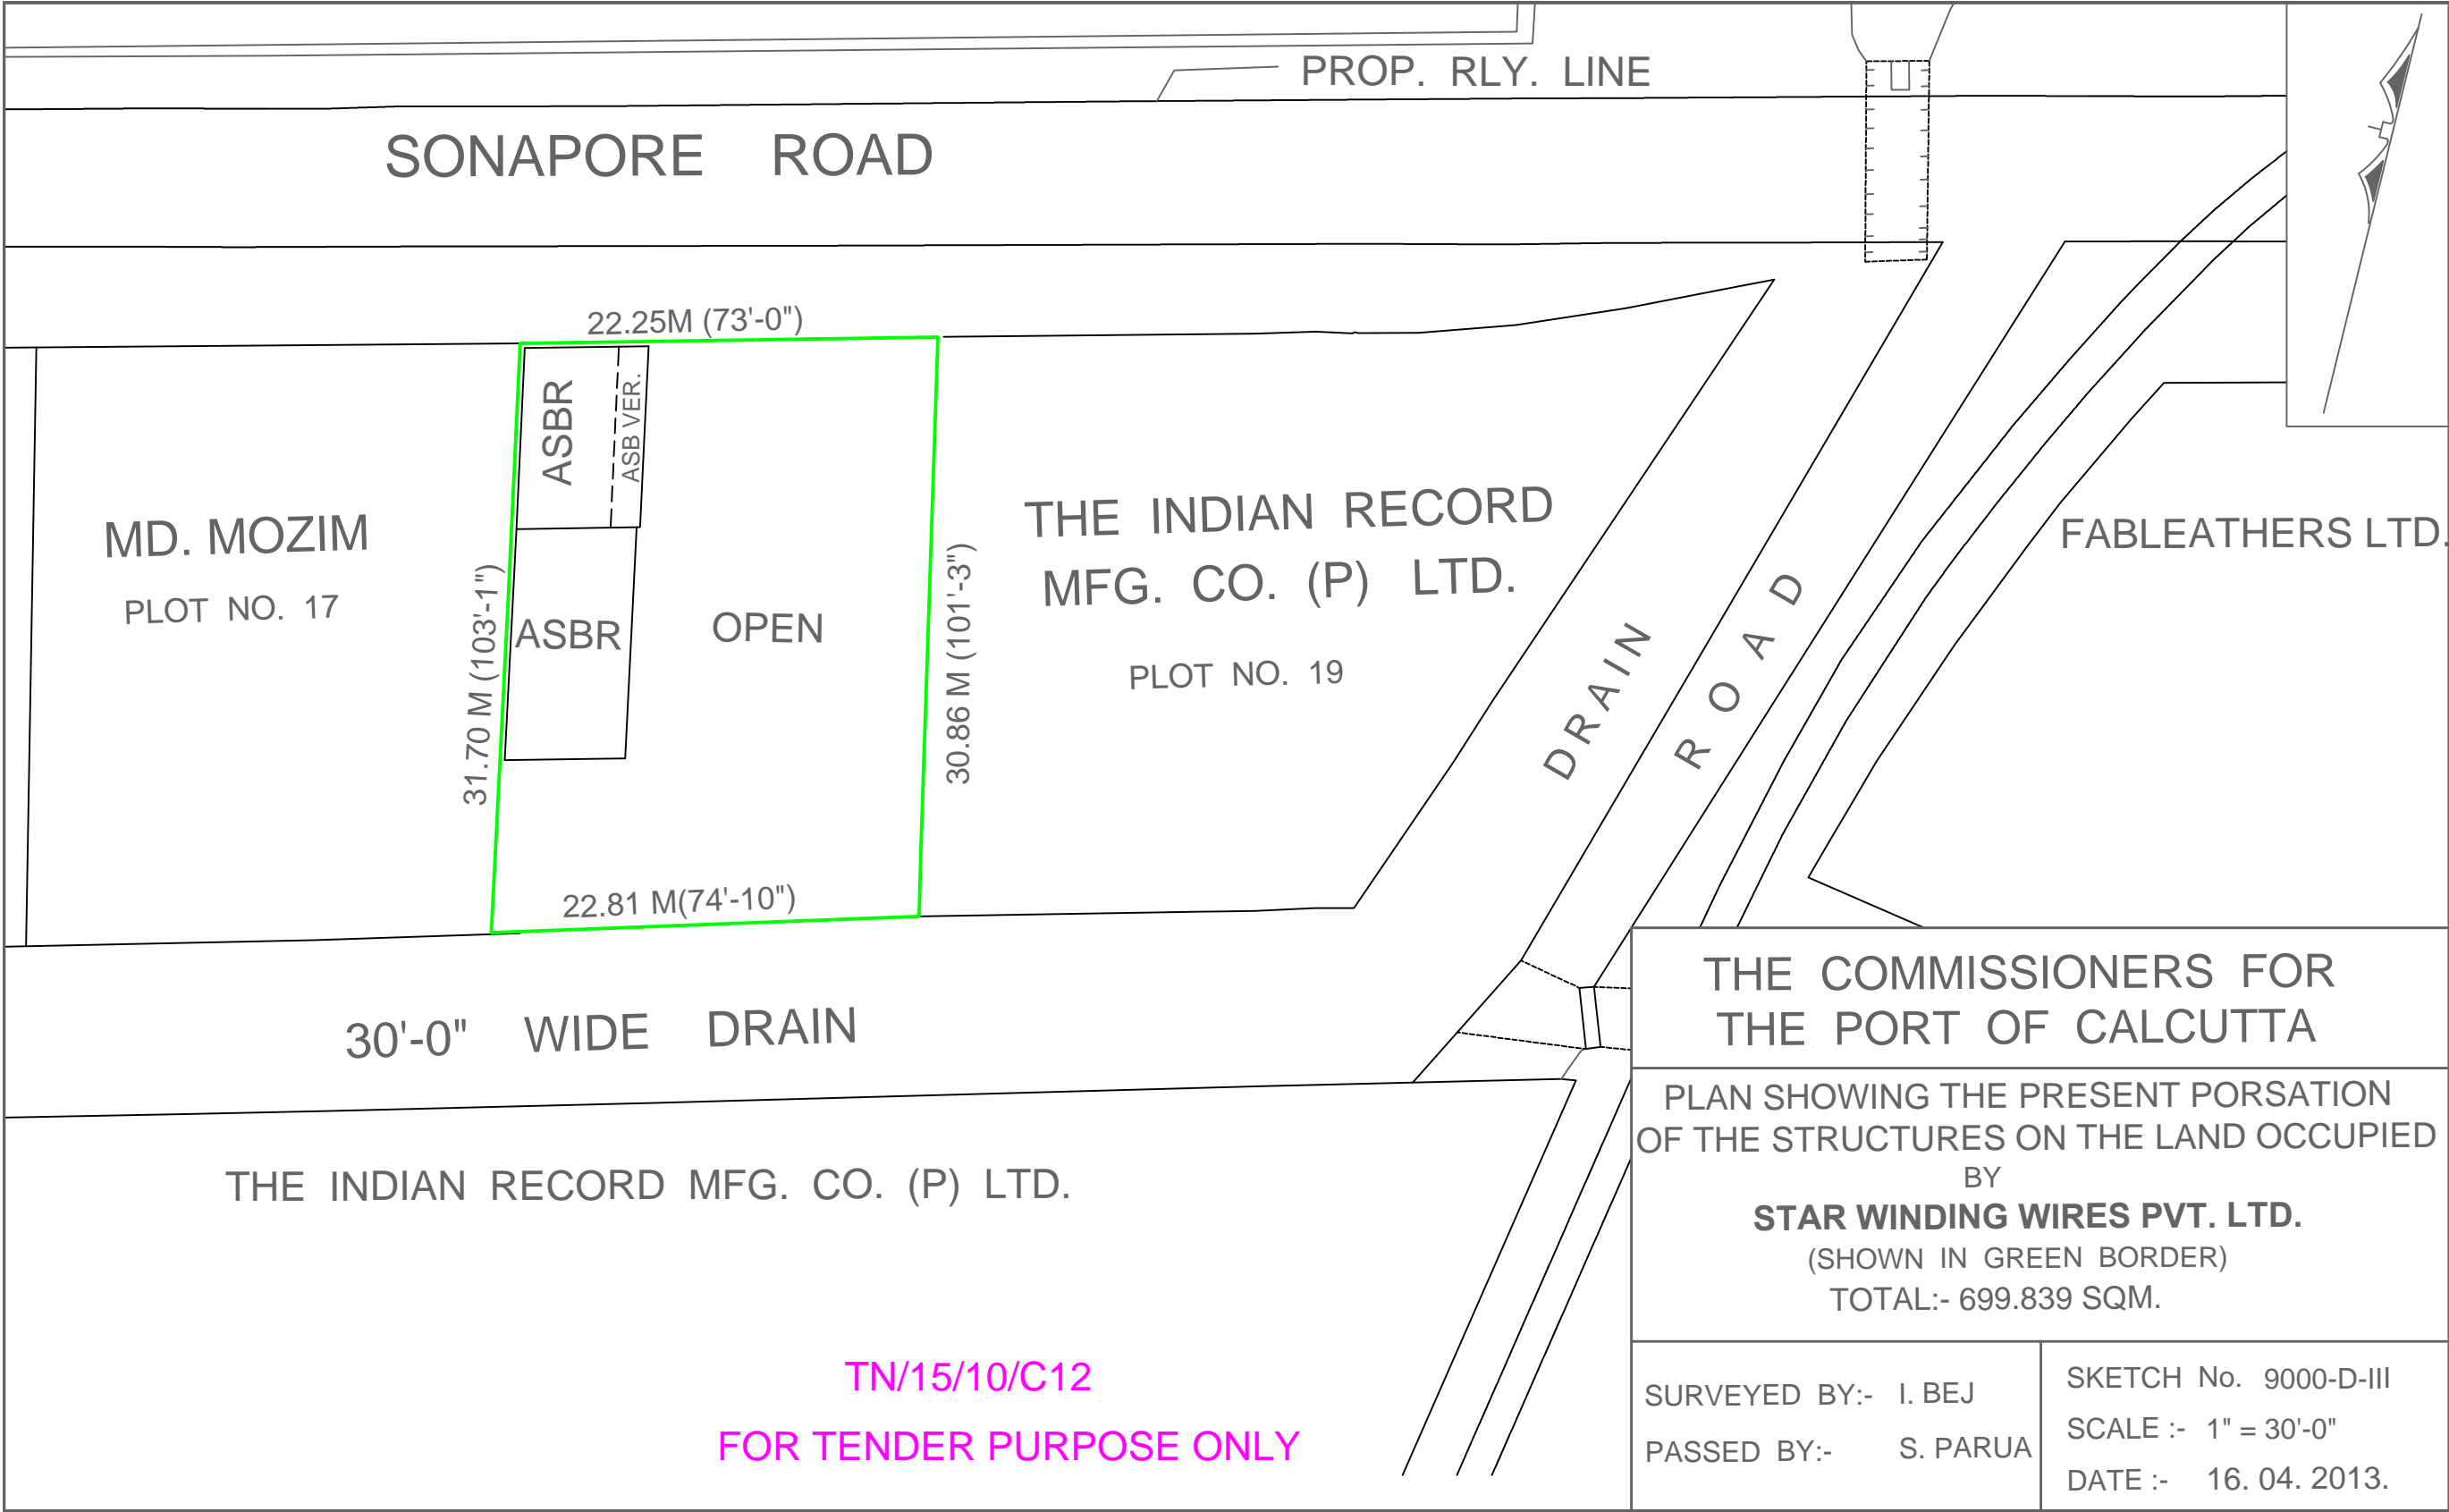 PROP. RLY. LINE
SONAPORE ROAD
22.25M (73'-0")
ASBR
ASB VER.
MD. MOZIM
PLOT NO. 17
31.70 M (103'-1")
ASBR
OPEN
30.86 M (101'-3")
THE INDIAN RECORD
MFG. CO. (P) LTD.
PLOT NO. 19
DRAIN
ROAD
FABLEATHERS LTD.
22.81 M(74'-10")
30'-0" WIDE DRAIN
THE INDIAN RECORD MFG. CO. (P) LTD.
TN/15/10/C12
FOR TENDER PURPOSE ONLY
THE COMMISSIONERS FOR
THE PORT OF CALCUTTA
PLAN SHOWING THE PRESENT PORSATION
OF THE STRUCTURES ON THE LAND OCCUPIED
BY
STAR WINDING WIRES PVT. LTD.
(SHOWN IN GREEN BORDER)
TOTAL:- 699.839 SQM.
SURVEYED BY:- I. BEJ
PASSED BY:- S. PARUA
SKETCH No. 9000-D-III
SCALE :- 1" = 30'-0"
DATE :- 16. 04. 2013.